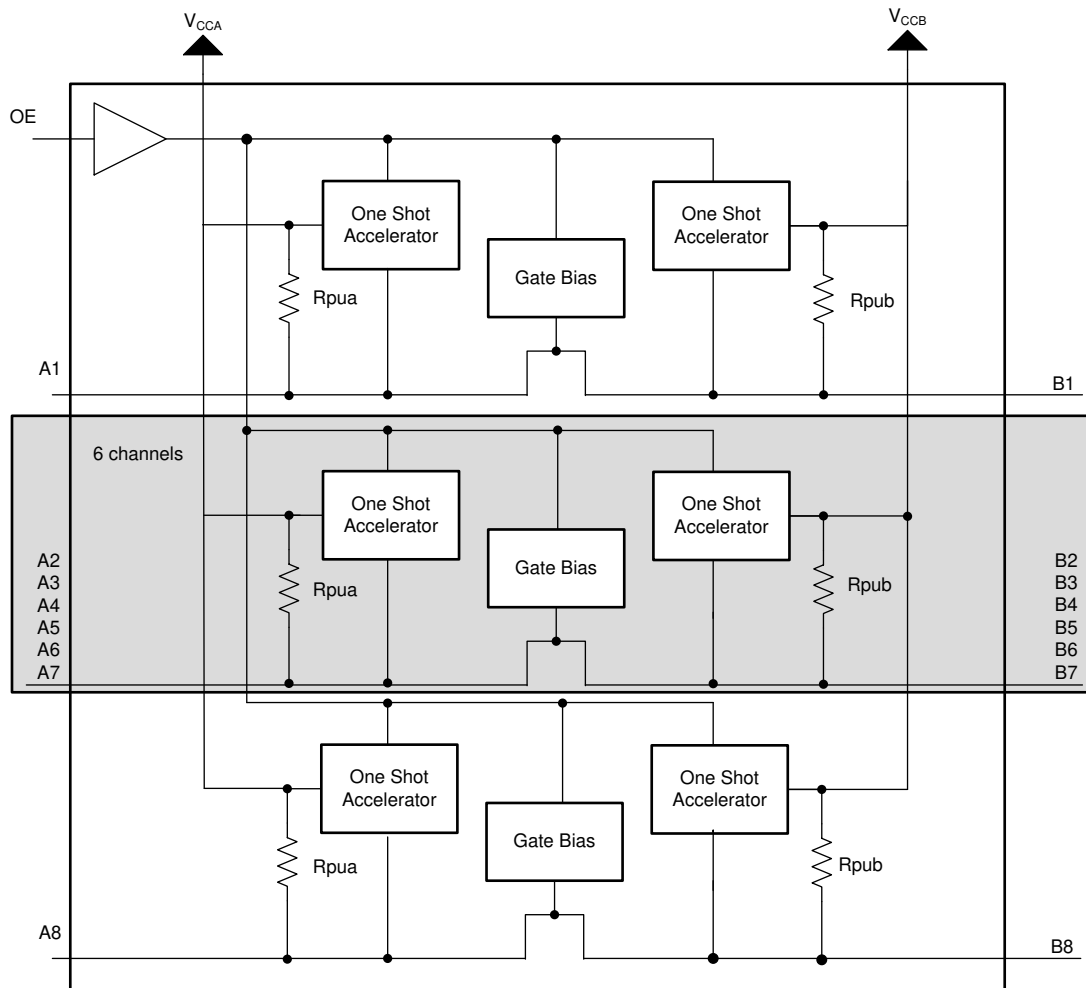 VCCA
VCCB
OE
One Shot
Accelerator
One Shot
Accelerator
Gate Bias
Rpua
Rpub
A1
B1
6 channels
One Shot
Accelerator
One Shot
Accelerator
Gate Bias
Rpua
Rpub
A2
A3
A4
A5
A6
A7
B2
B3
B4
B5
B6
B7
One Shot
Accelerator
One Shot
Accelerator
Gate Bias
Rpua
Rpub
A8
B8